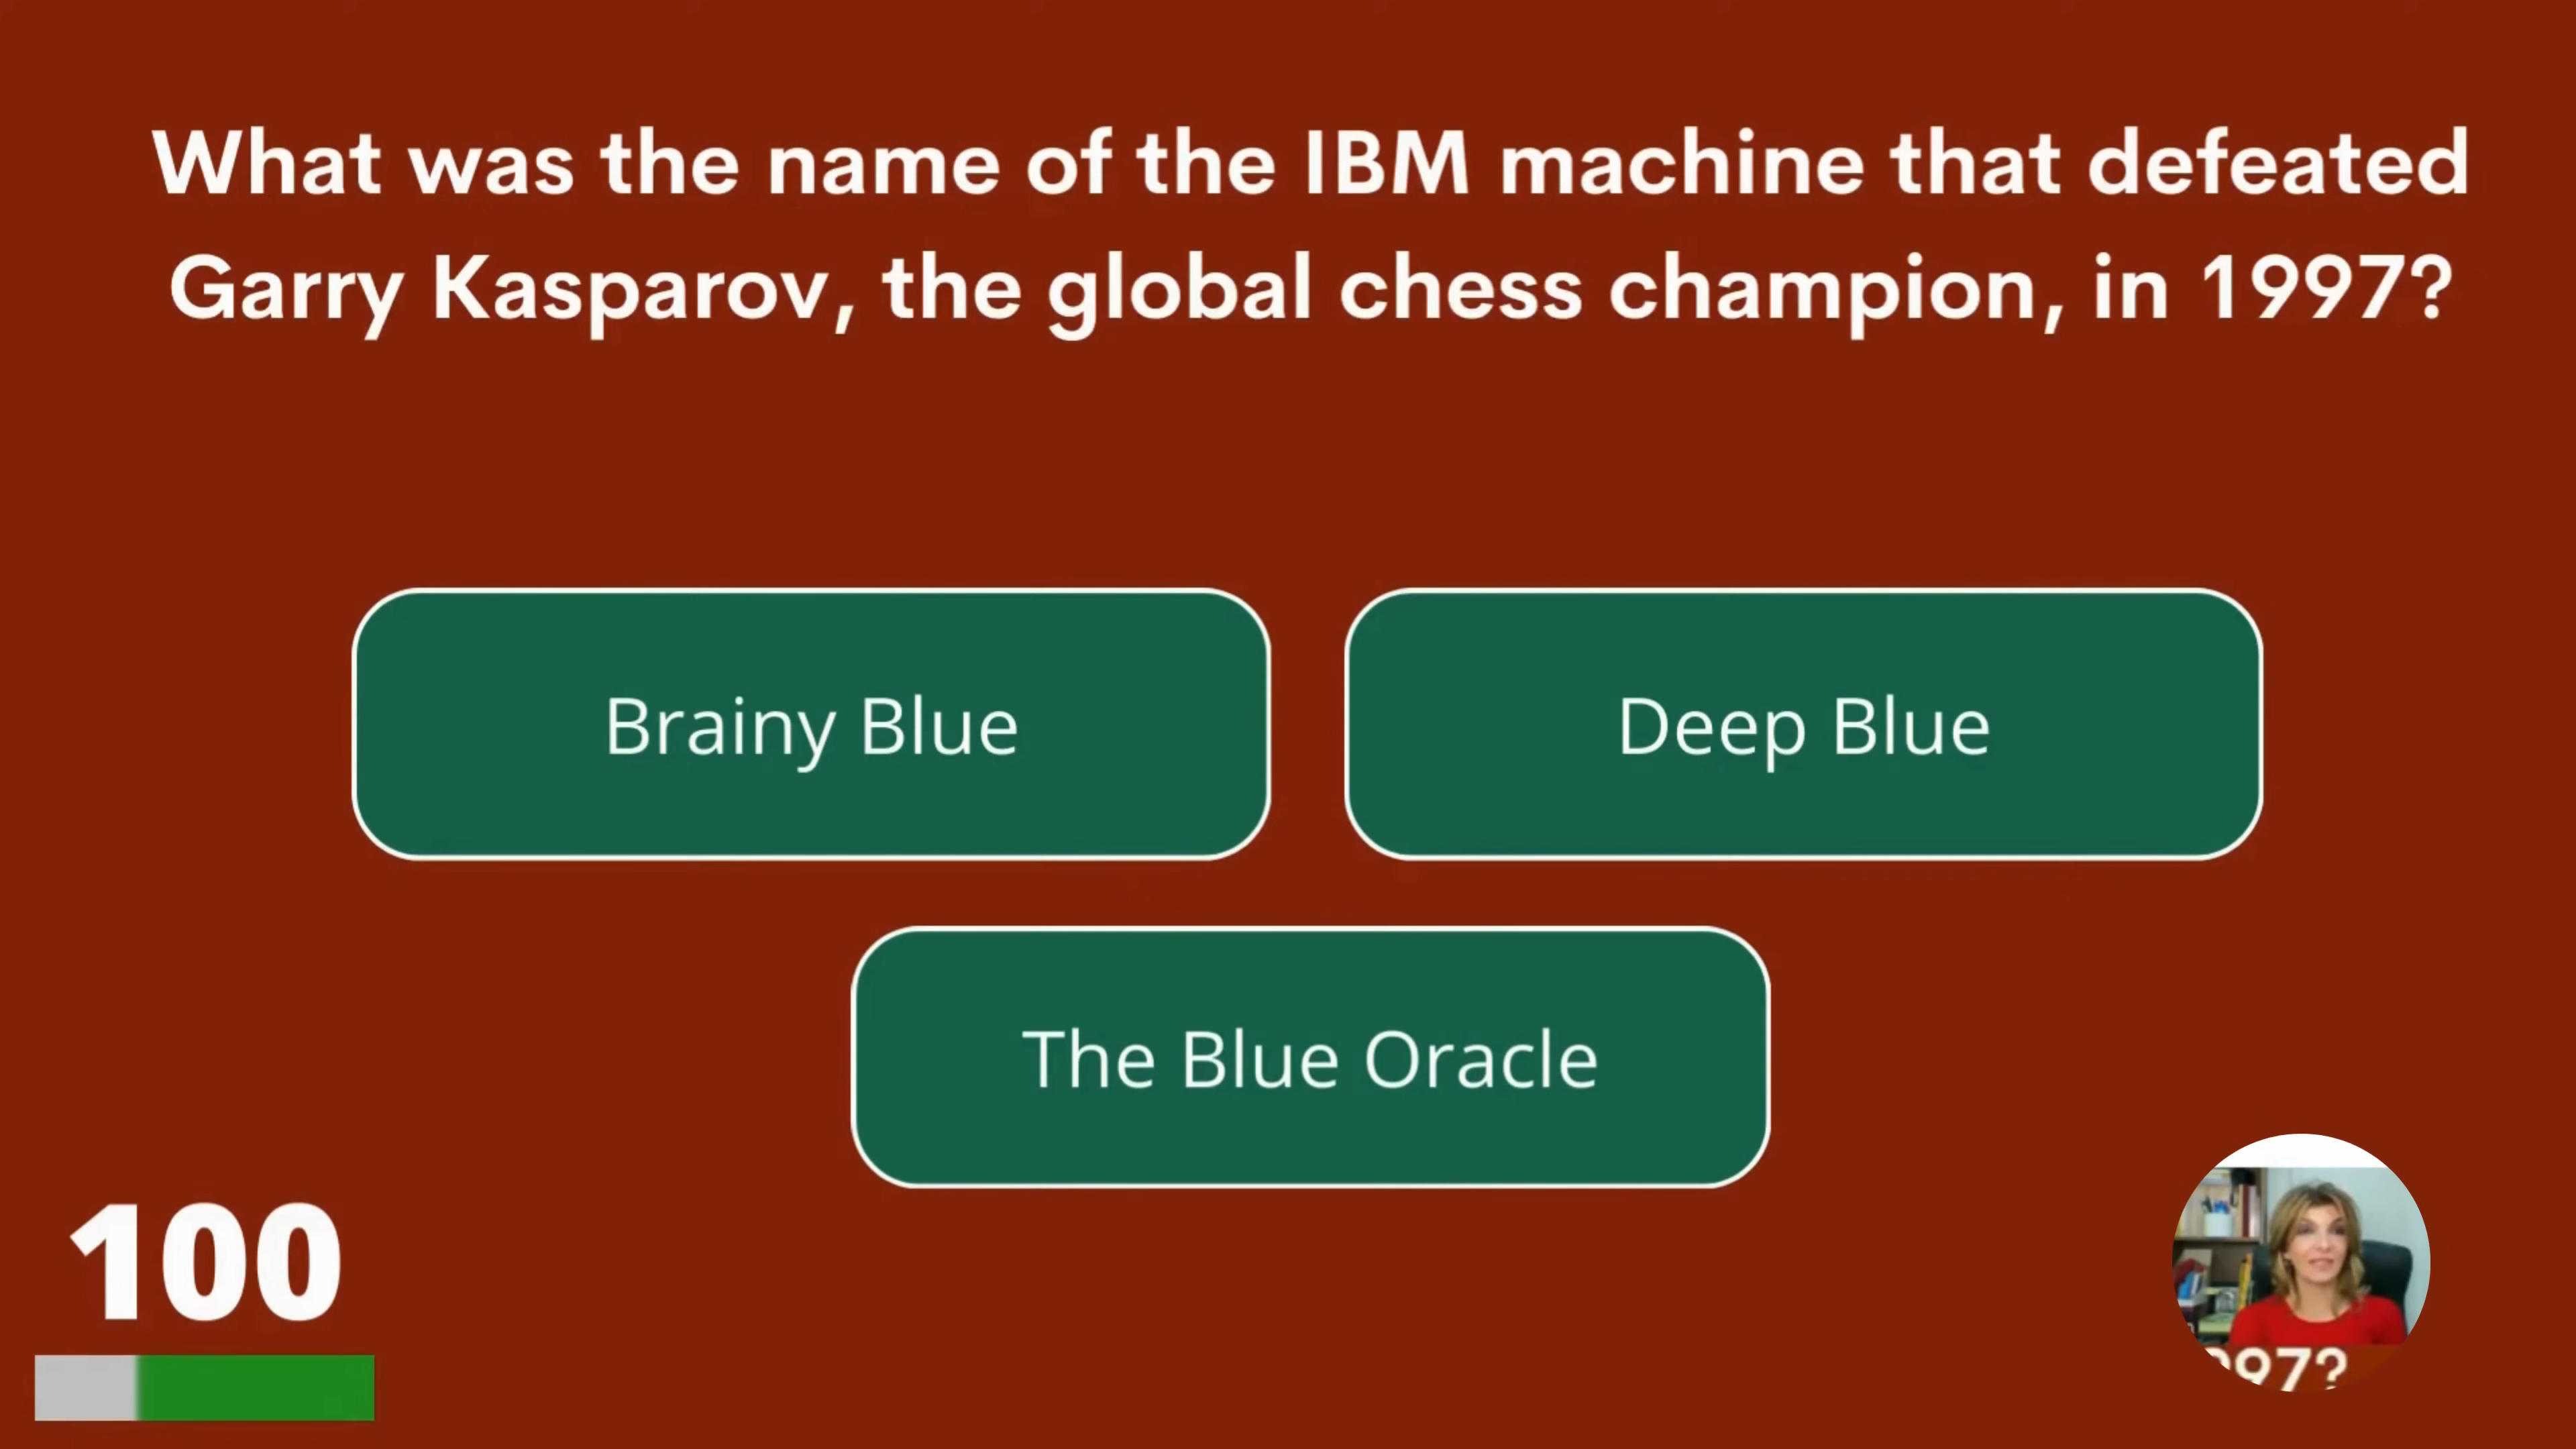 What was the name of the IBM machine that defeated
Garry Kasparov, the global chess champion, in 1997?
Brainy Blue
Deep Blue
The Blue Oracle
100
97?